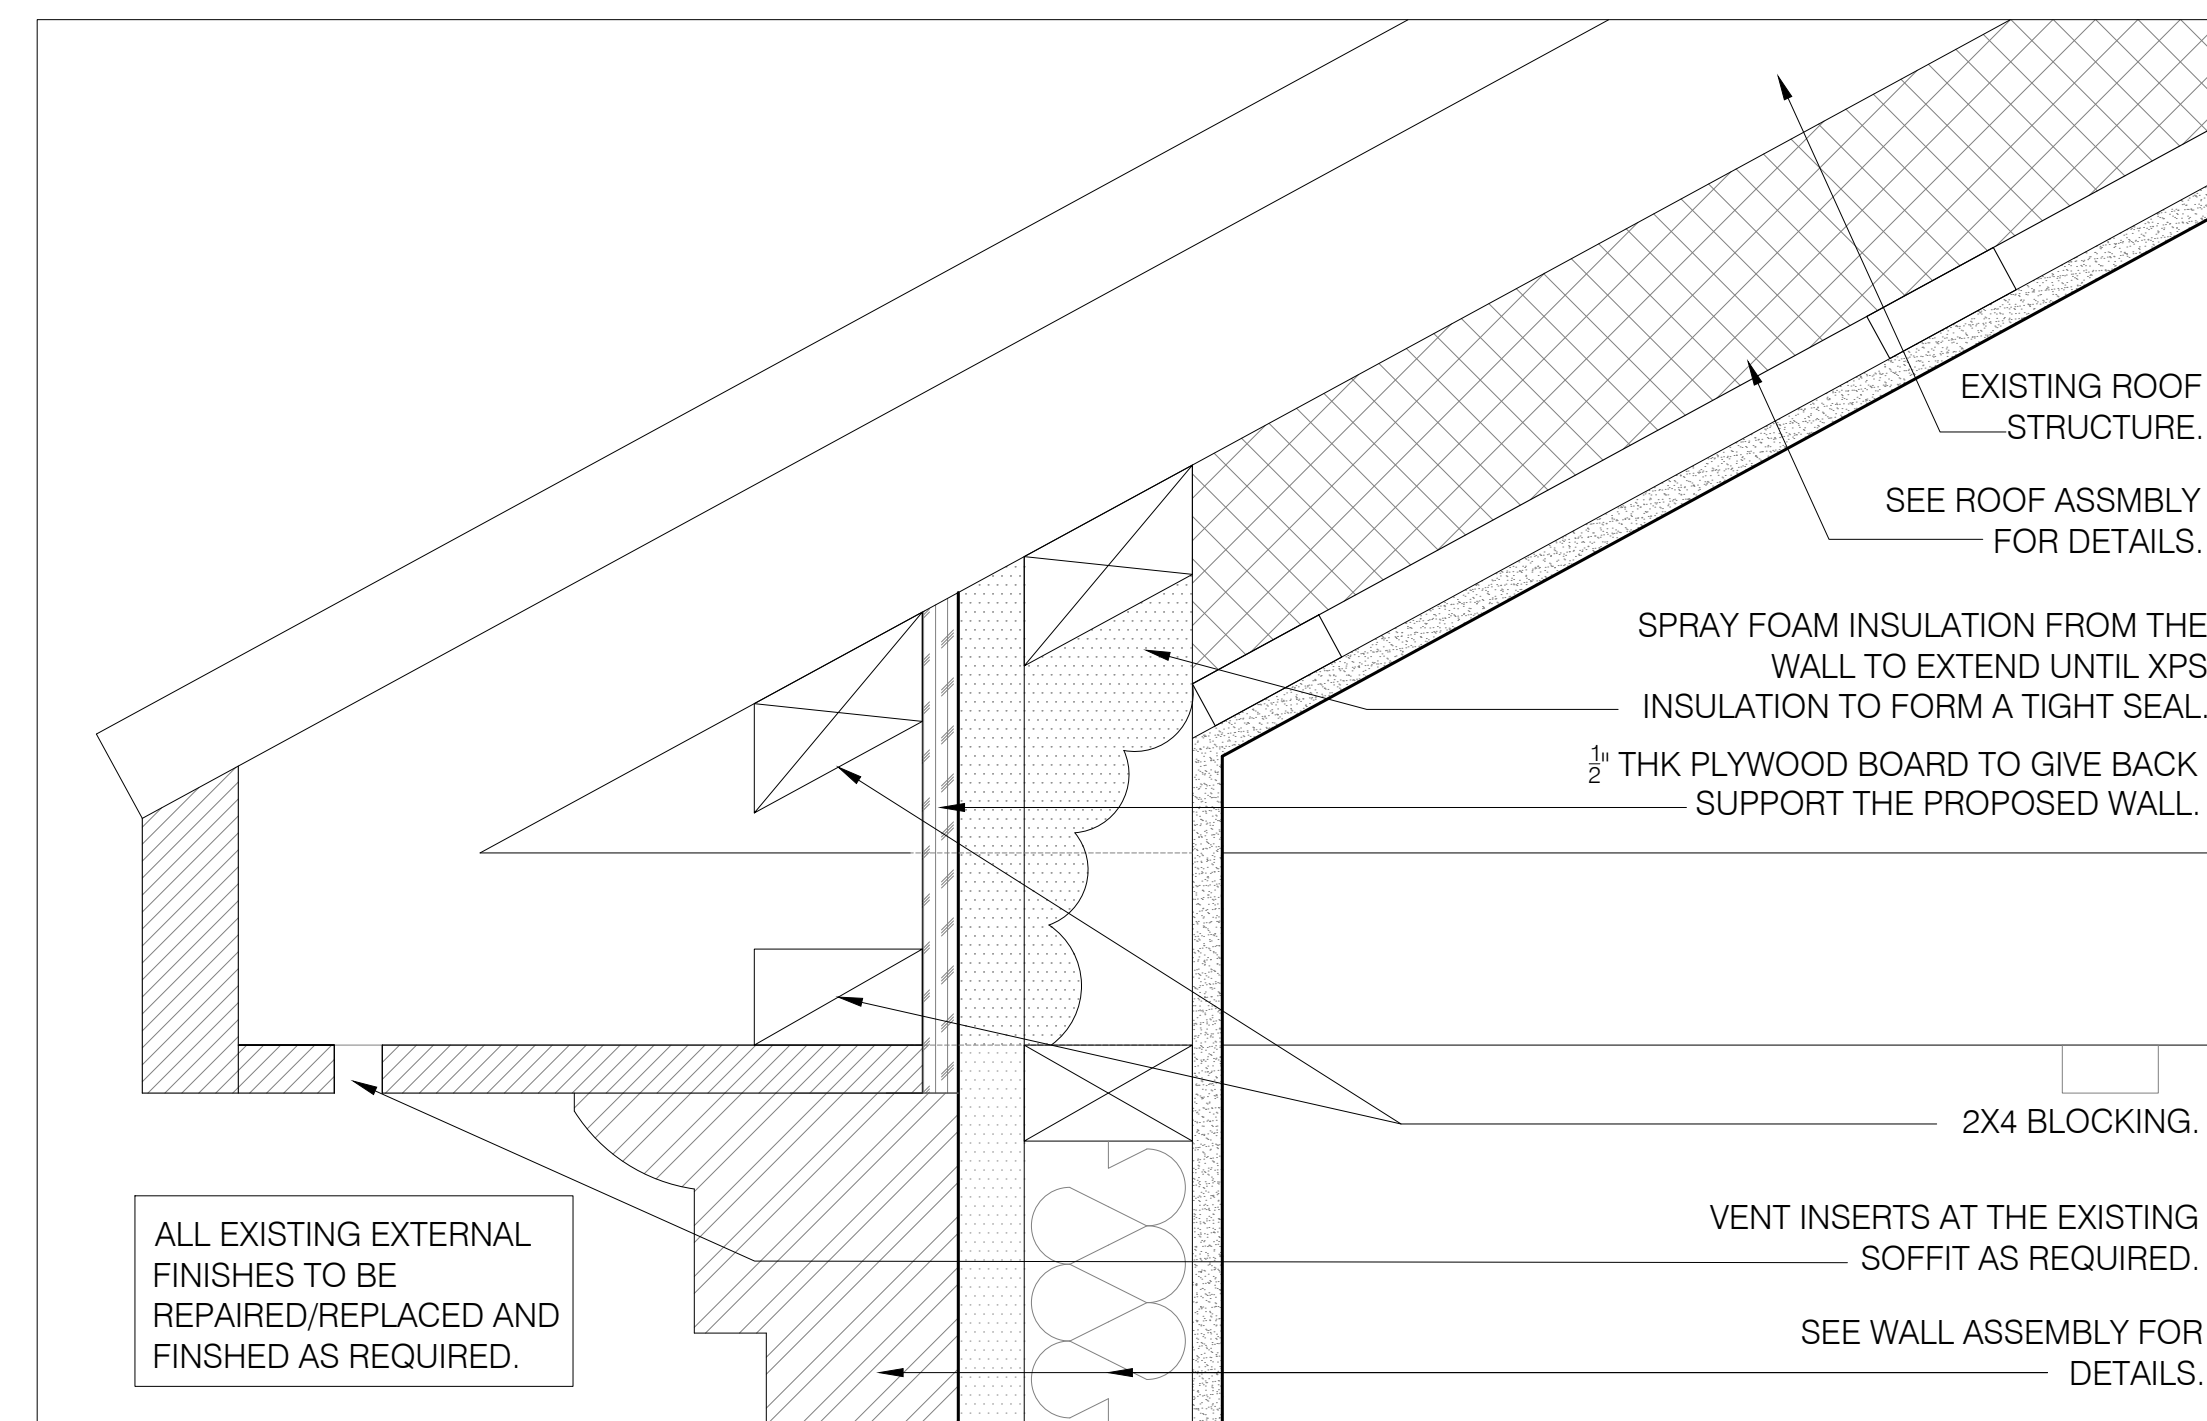 EXISTING ROOF
STRUCTURE.
SEE ROOF ASSMBLY
FOR DETAILS.
SPRAY FOAM INSULATION FROM THE
WALL TO EXTEND UNTIL XPS
INSULATION TO FORM A TIGHT SEAL.
1/2" THK PLYWOOD BOARD TO GIVE BACK
SUPPORT THE PROPOSED WALL.
2X4 BLOCKING.
VENT INSERTS AT THE EXISTING
SOFFIT AS REQUIRED.
SEE WALL ASSEMBLY FOR
DETAILS.
ALL EXISTING EXTERNAL
FINISHES TO BE
REPAIRED/REPLACED AND
FINSHED AS REQUIRED.